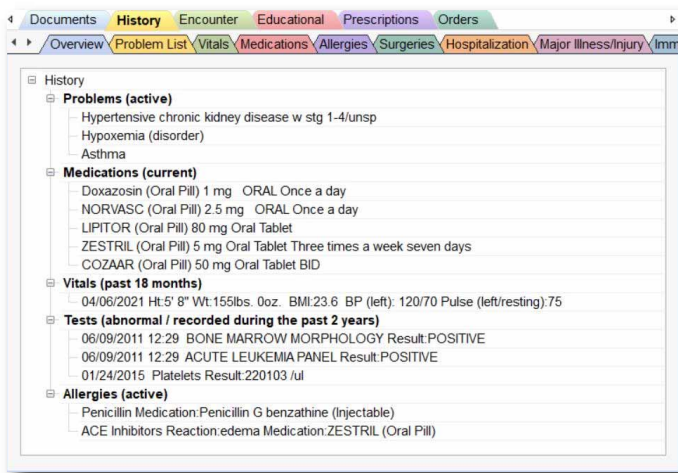 Documents History Encounter Educational Prescriptions Orders
Overview Problem List Vitals Medications Allergies Surgeries Hospitalization Major Illness/Injury Imm
History
Problems (active)
Hypertensive chronic kidney disease w stg 1-4/unsp
Hypoxemia (disorder)
Asthma
Medications (current)
Doxazosin (Oral Pill) 1 mg ORAL Once a day
NORVASC (Oral Pill) 2.5 mg ORAL Once a day
LIPITOR (Oral Pill) 80 mg Oral Tablet
ZESTRIL (Oral Pill) 5 mg Oral Tablet Three times a week seven days
COZAAR (Oral Pill) 50 mg Oral Tablet BID
Vitals (past 18 months)
04/06/2021 Ht:5' 8" Wt:155lbs. 0oz. BMI:23.6 BP (left): 120/70 Pulse (left/resting):75
Tests (abnormal / recorded during the past 2 years)
06/09/2011 12:29 BONE MARROW MORPHOLOGY Result:POSITIVE
06/09/2011 12:29 ACUTE LEUKEMIA PANEL Result:POSITIVE
01/24/2015 Platelets Result:220103 /ul
Allergies (active)
Penicillin Medication:Penicillin G benzathine (Injectable)
ACE Inhibitors Reaction:edema Medication:ZESTRIL (Oral Pill)